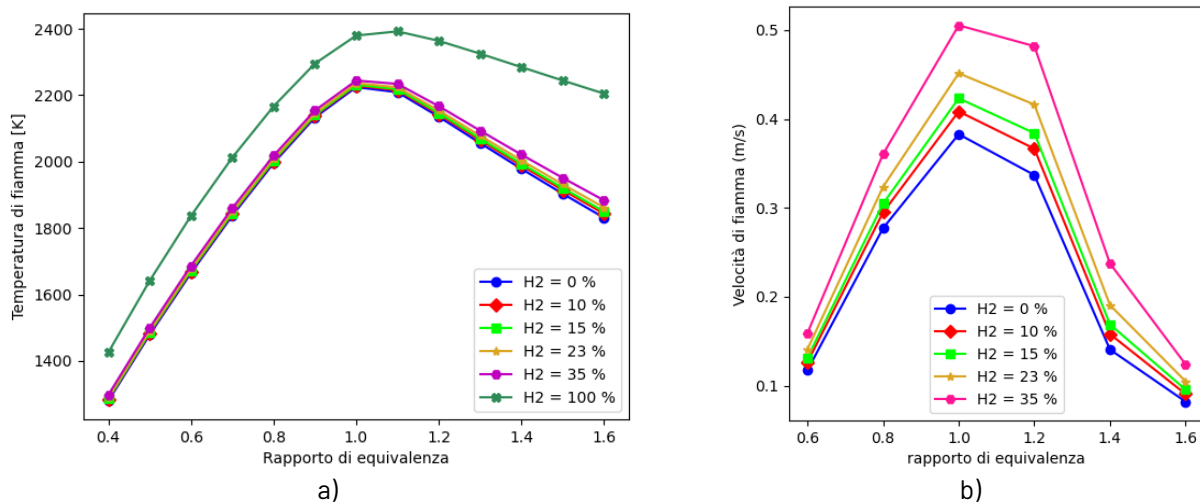 Temperatura di fiamma [K]
2400
2200
2000
1800
1600
1400
0.4
0.6
0.8
1.0
1.2
1.4
1.6
Rapporto di equivalenza
H2 = 0 %
H2 = 10 %
H2 = 15 %
H2 = 23 %
H2 = 35 %
H2 = 100 %
a)
Velocità di fiamma (m/s)
0.5
0.4
0.3
0.2
0.1
0.6
0.8
1.0
1.2
1.4
1.6
rapporto di equivalenza
H2 = 0 %
H2 = 10 %
H2 = 15 %
H2 = 23 %
H2 = 35 %
b)